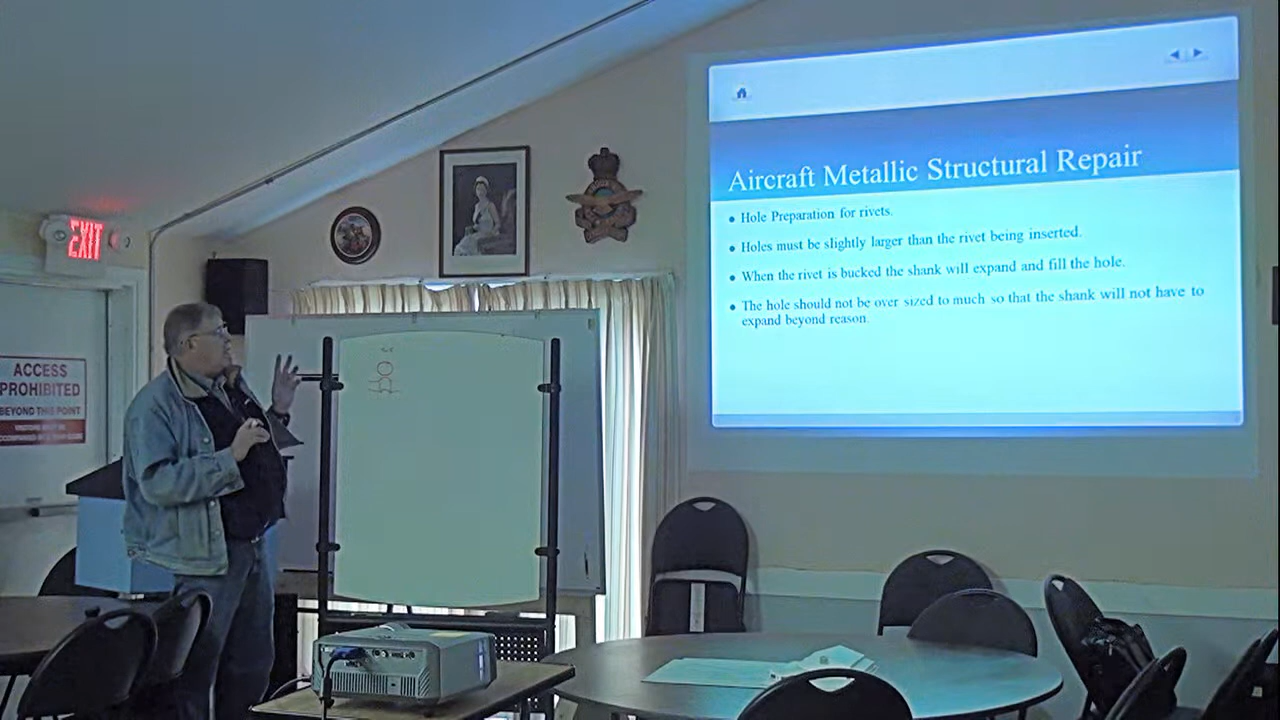 Aircraft Metallic Structural Repair
Hole Preparation for rivets.
Holes must be slightly larger than the rivet being inserted.
When the rivet is bucked the shank will expand and fill the hole.
The hole should not be over sized to much so that the shank will not have to
expand beyond reason.
EXIT
ACCESS
PROHIBITED
BEYOND THIS POINT